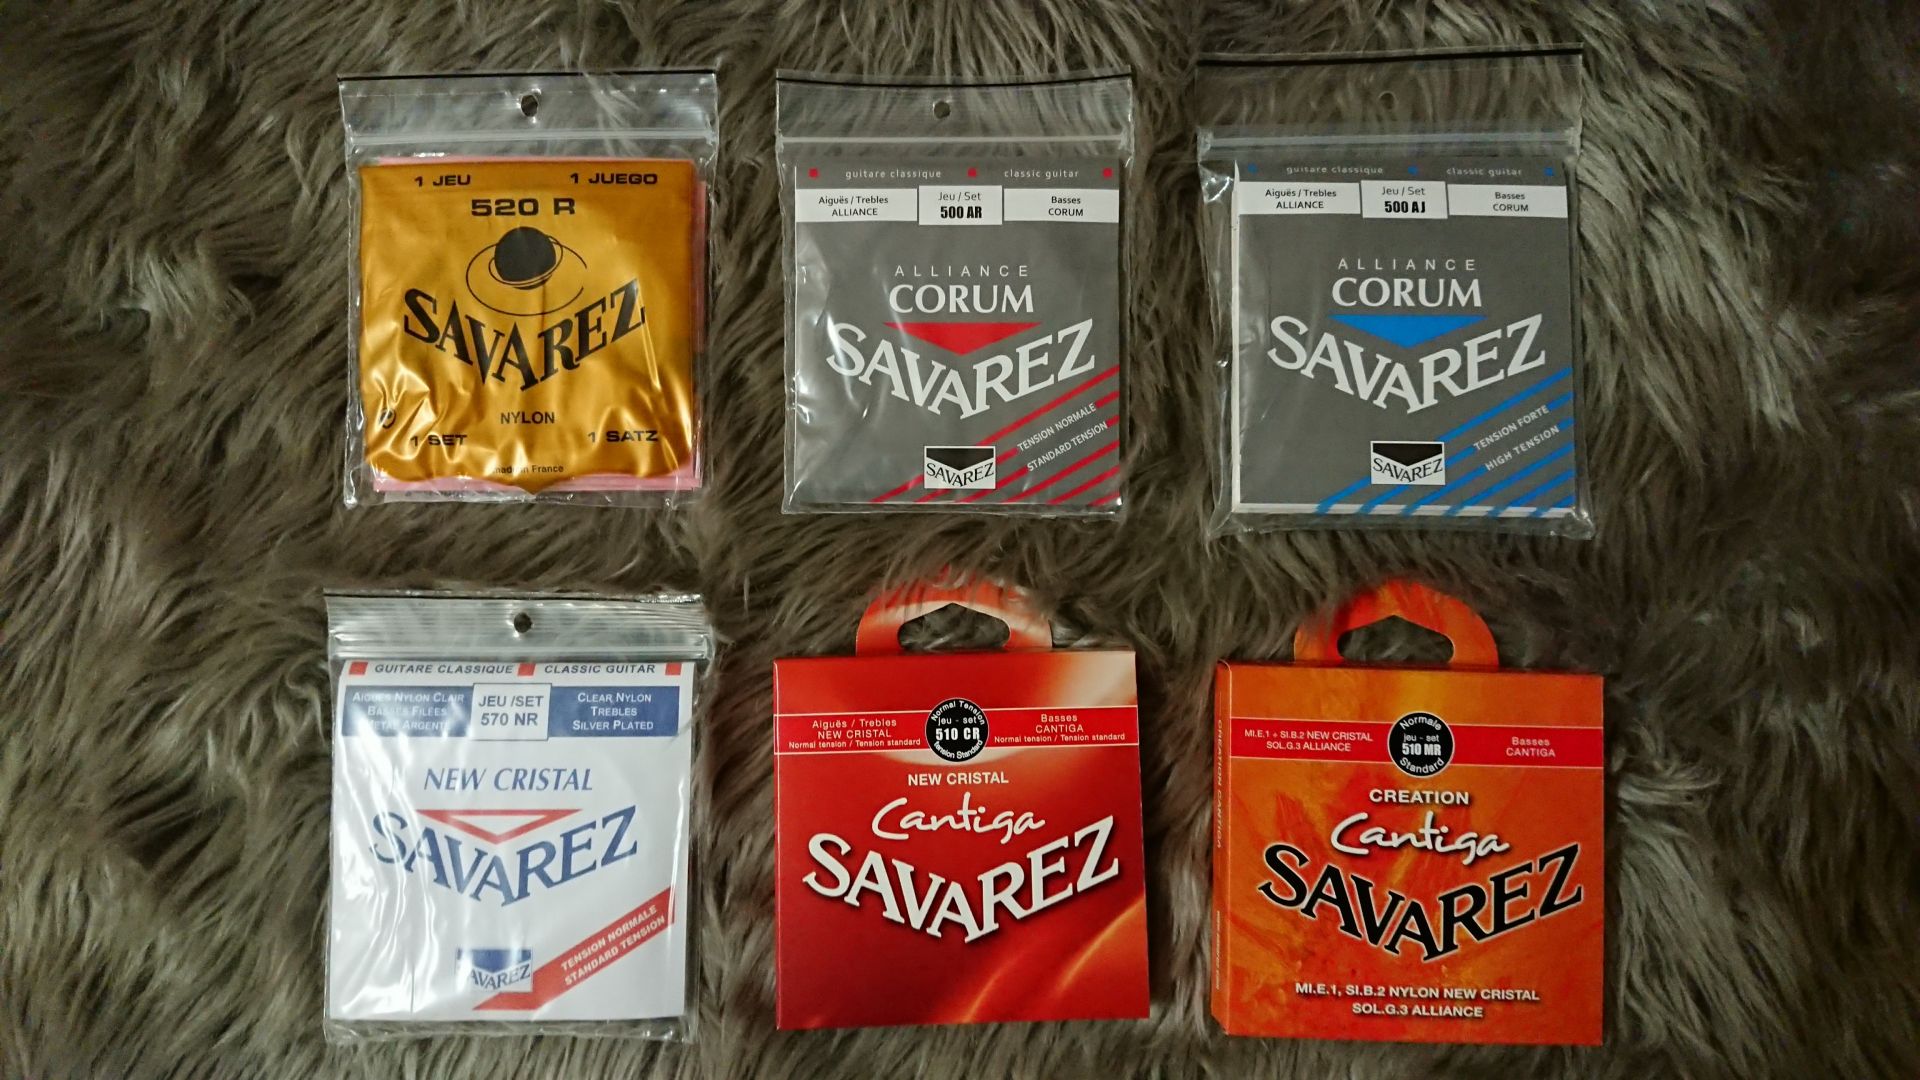 1 JEU 1 JUEGO
520 R
SAVAREZ
NYLON
1 SET 1 SATZ
made in France
guitare classique classic guitar
Aiguës / Trebles
ALLIANCE
Jeu / Set
500 AR
Basses
CORUM
ALLIANCE
CORUM
SAVAREZ
TENSION NORMALE
STANDARD TENSION
SAVAREZ
guitare classique classic guitar
Aiguës / Trebles
ALLIANCE
Jeu / Set
500 AJ
Basses
CORUM
ALLIANCE
CORUM
SAVAREZ
TENSION FORTE
HIGH TENSION
SAVAREZ
GUITARE CLASSIQUE CLASSIC GUITAR
AIGUËS NYLON CLAIR
BASSES FILÉES
MÉTAL ARGENTÉ
JEU /SET
570 NR
CLEAR NYLON
TREBLES
SILVER PLATED
NEW CRISTAL
SAVAREZ
TENSION NORMALE
STANDARD TENSION
SAVAREZ
Aiguës / Trebles
NEW CRISTAL
Normal tension / Tension standard
Normal Tension
jeu - set
510 CR
Tension Standard
Basses
CANTIGA
Normal tension / Tension standard
NEW CRISTAL
Cantiga
SAVAREZ
MI.E.1 + SI.B.2 NEW CRISTAL
SOL.G.3 ALLIANCE
Normale
jeu - set
510 MR
Standard
Basses
CANTIGA
CREATION
Cantiga
SAVAREZ
MI.E.1, SI.B.2 NYLON NEW CRISTAL
SOL.G.3 ALLIANCE
CREATION CANTIGA